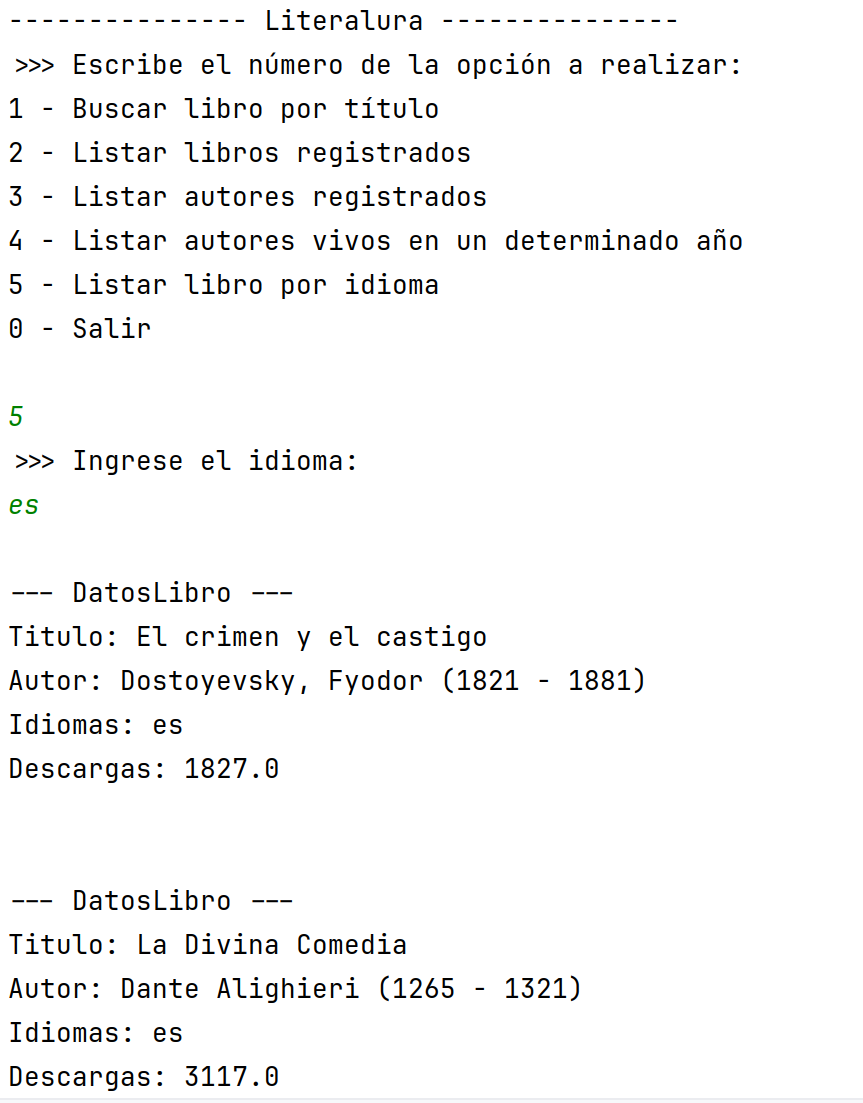 --------------- Literalura ---------------
>>> Escribe el número de la opción a realizar:
1 - Buscar libro por título
2 - Listar libros registrados
3 - Listar autores registrados
4 - Listar autores vivos en un determinado año
5 - Listar libro por idioma
0 - Salir
5
>>> Ingrese el idioma:
es
--- DatosLibro ---
Titulo: El crimen y el castigo
Autor: Dostoyevsky, Fyodor (1821 - 1881)
Idiomas: es
Descargas: 1827.0
--- DatosLibro ---
Titulo: La Divina Comedia
Autor: Dante Alighieri (1265 - 1321)
Idiomas: es
Descargas: 3117.0